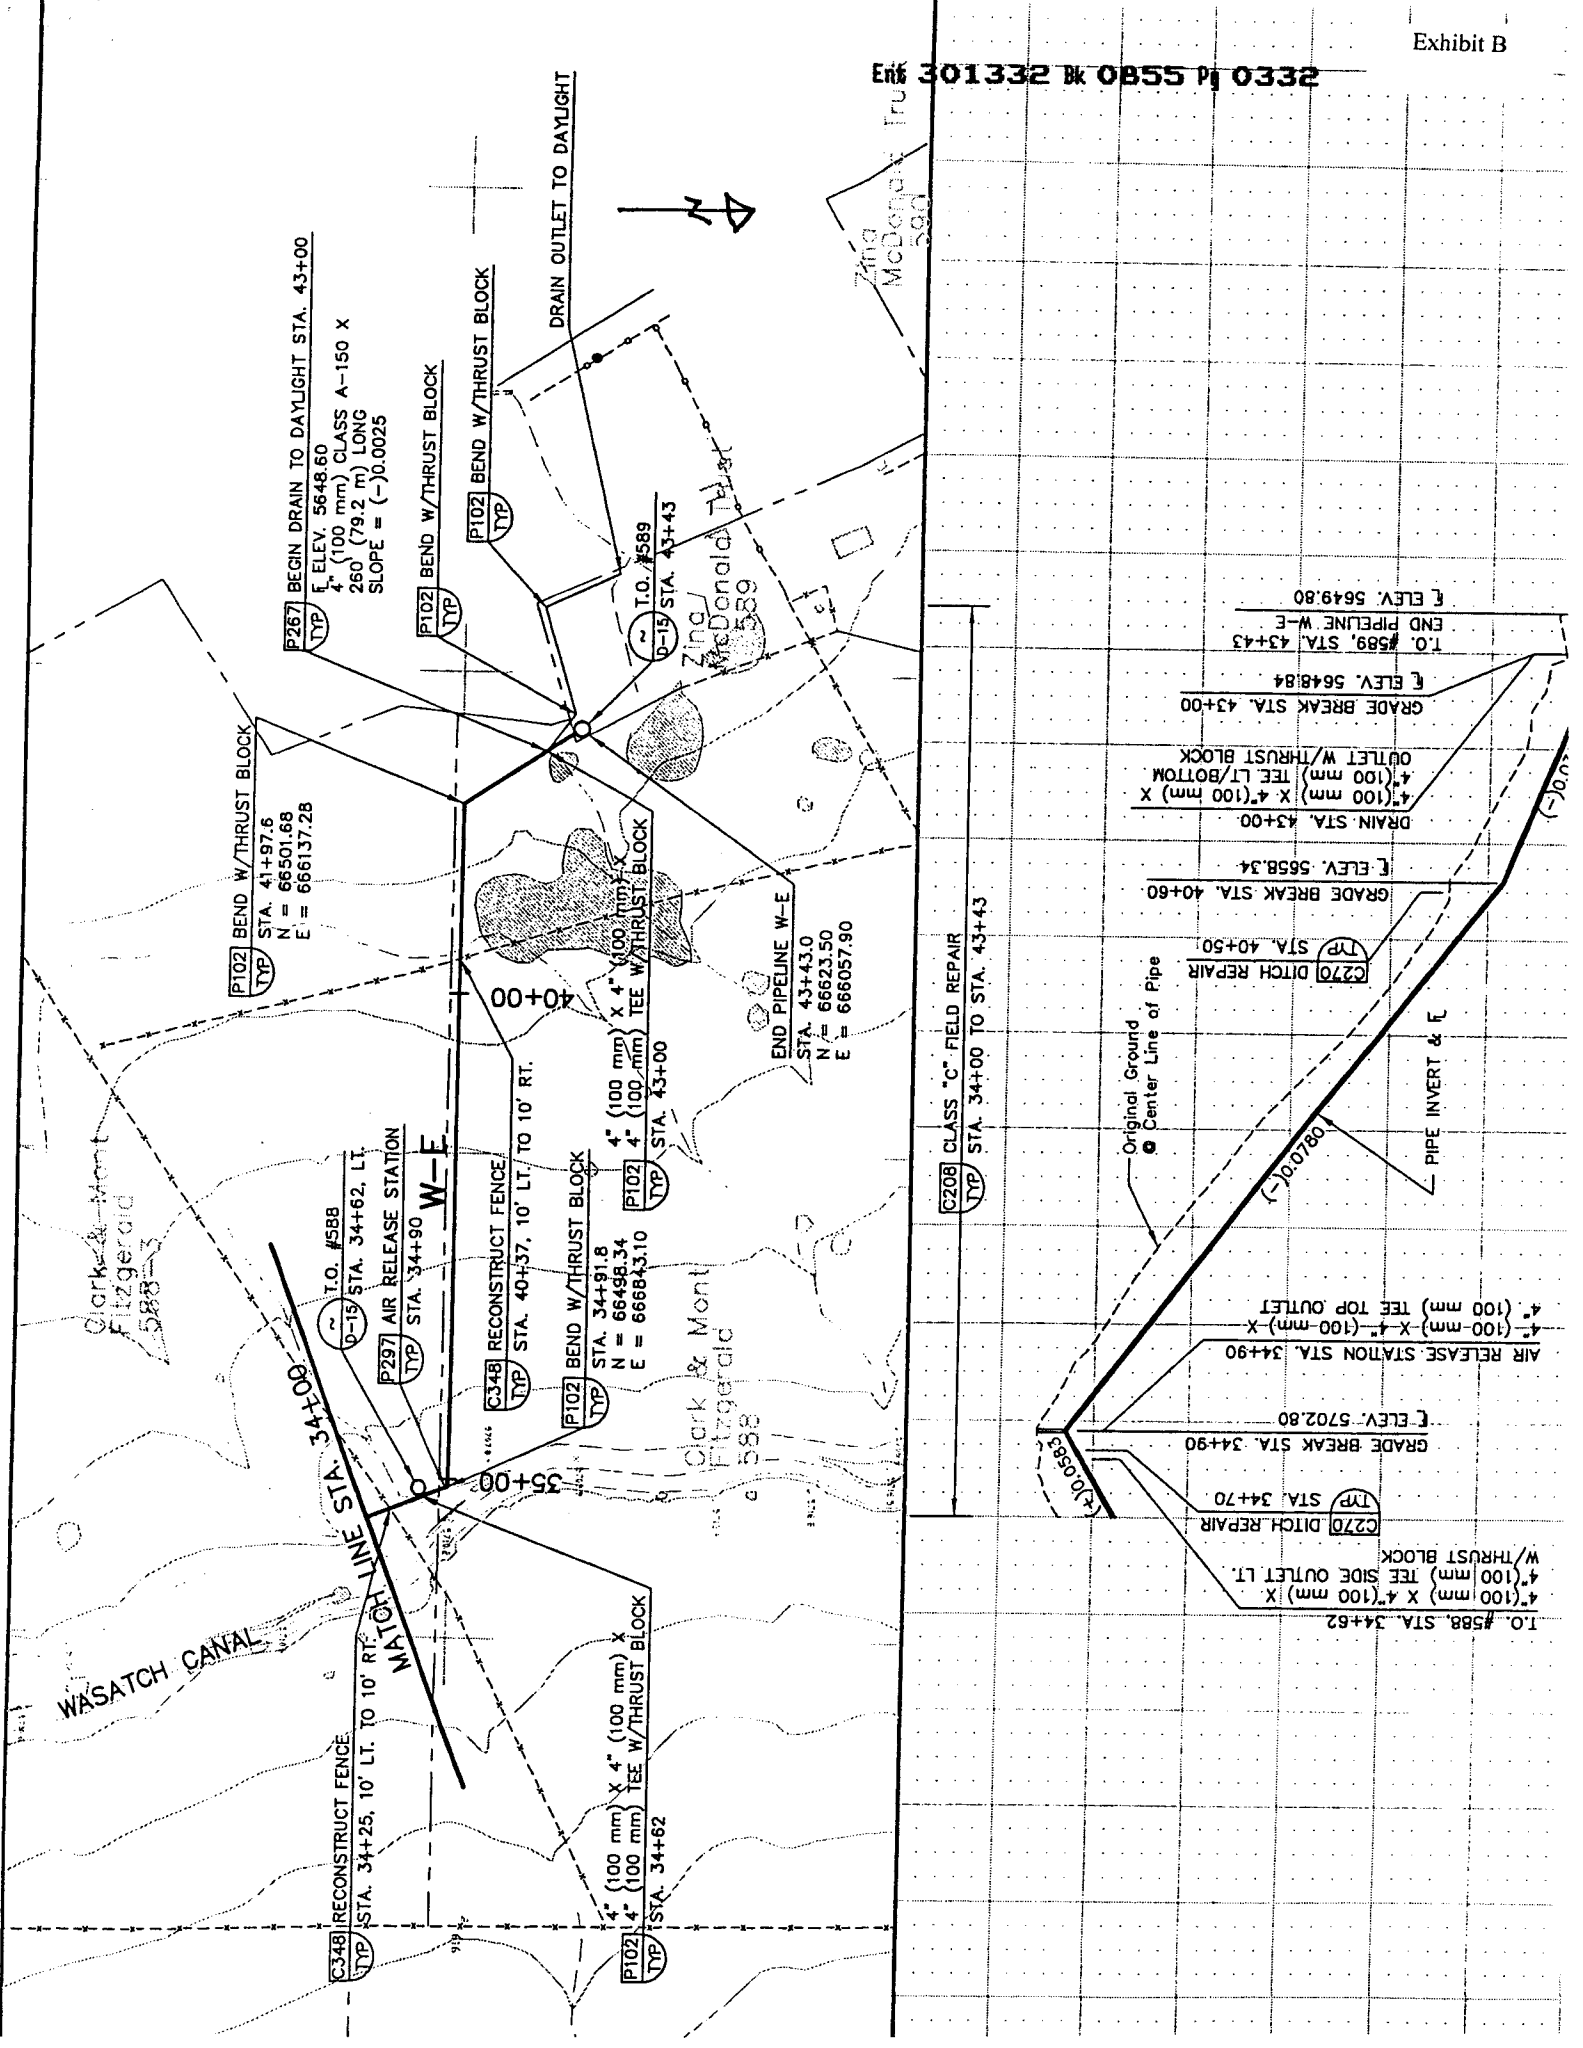 Exhibit B
Ent 301332 Bk 0855 Pg 0332
DRAIN OUTLET TO DAYLIGHT
P267 BEGIN DRAIN TO DAYLIGHT STA. 43+00
TYP
℄ ELEV. 5648.60
4" (100 mm) CLASS A-150 X
260' (79.2 m) LONG
SLOPE = (-)0.0025
P102 BEND W/THRUST BLOCK
TYP
P102 BEND W/THRUST BLOCK
TYP
T.O. #589
D-15 STA. 43+43
Zina
McDonald Trust
589
Zina
McDonald Tru
590
P102 BEND W/THRUST BLOCK
TYP
STA. 41+97.6
N = 66501.68
E = 666137.28
40+00
4" (100 mm) X 4" (100 mm) X
4" (100 mm) TEE W/THRUST BLOCK
P102
TYP
STA. 43+00
END PIPELINE W-E
STA. 43+43.0
N = 66623.50
E = 666057.90
Clark & Mont
Fitzgerald
588-3
T.O. #588
D-15 STA. 34+62, LT.
P297 AIR RELEASE STATION
TYP
STA. 34+90
W-E
C348 RECONSTRUCT FENCE
TYP
STA. 40+37, 10' LT. TO 10' RT.
P102 BEND W/THRUST BLOCK
TYP
STA. 34+91.8
N = 66498.34
E = 666843.10
Clark & Mont
Fitzgerald
588
35+00
MATCH LINE STA. 34+00
WASATCH CANAL
C348 RECONSTRUCT FENCE
TYP
STA. 34+25, 10' LT. TO 10' RT.
4" (100 mm) X 4" (100 mm) X
4" (100 mm) TEE W/THRUST BLOCK
P102
TYP
STA. 34+62
C208 CLASS "C" FIELD REPAIR
TYP
STA. 34+00 TO STA. 43+43
Original Ground
@ Center Line of Pipe
PIPE INVERT & ℄
(-)0.0780
(+)0.0583
T.O. #589, STA. 43+43
END PIPELINE W-E
℄ ELEV. 5649.80
GRADE BREAK STA. 43+00
℄ ELEV. 5648.84
DRAIN STA. 43+00
4"(100 mm) X 4"(100 mm) X
4"(100 mm) TEE LT/BOTTOM
OUTLET W/THRUST BLOCK
GRADE BREAK STA. 40+60
℄ ELEV. 5658.34
C270 DITCH REPAIR
TYP
STA. 40+50
AIR RELEASE STATION STA. 34+90
4" (100 mm) X 4" (100 mm) X
4" (100 mm) TEE TOP OUTLET
GRADE BREAK STA. 34+90
℄ ELEV. 5702.80
C270 DITCH REPAIR
TYP
STA. 34+70
T.O. #588, STA. 34+62
4"(100 mm) X 4"(100 mm) X
4"(100 mm) TEE SIDE OUTLET LT.
W/THRUST BLOCK